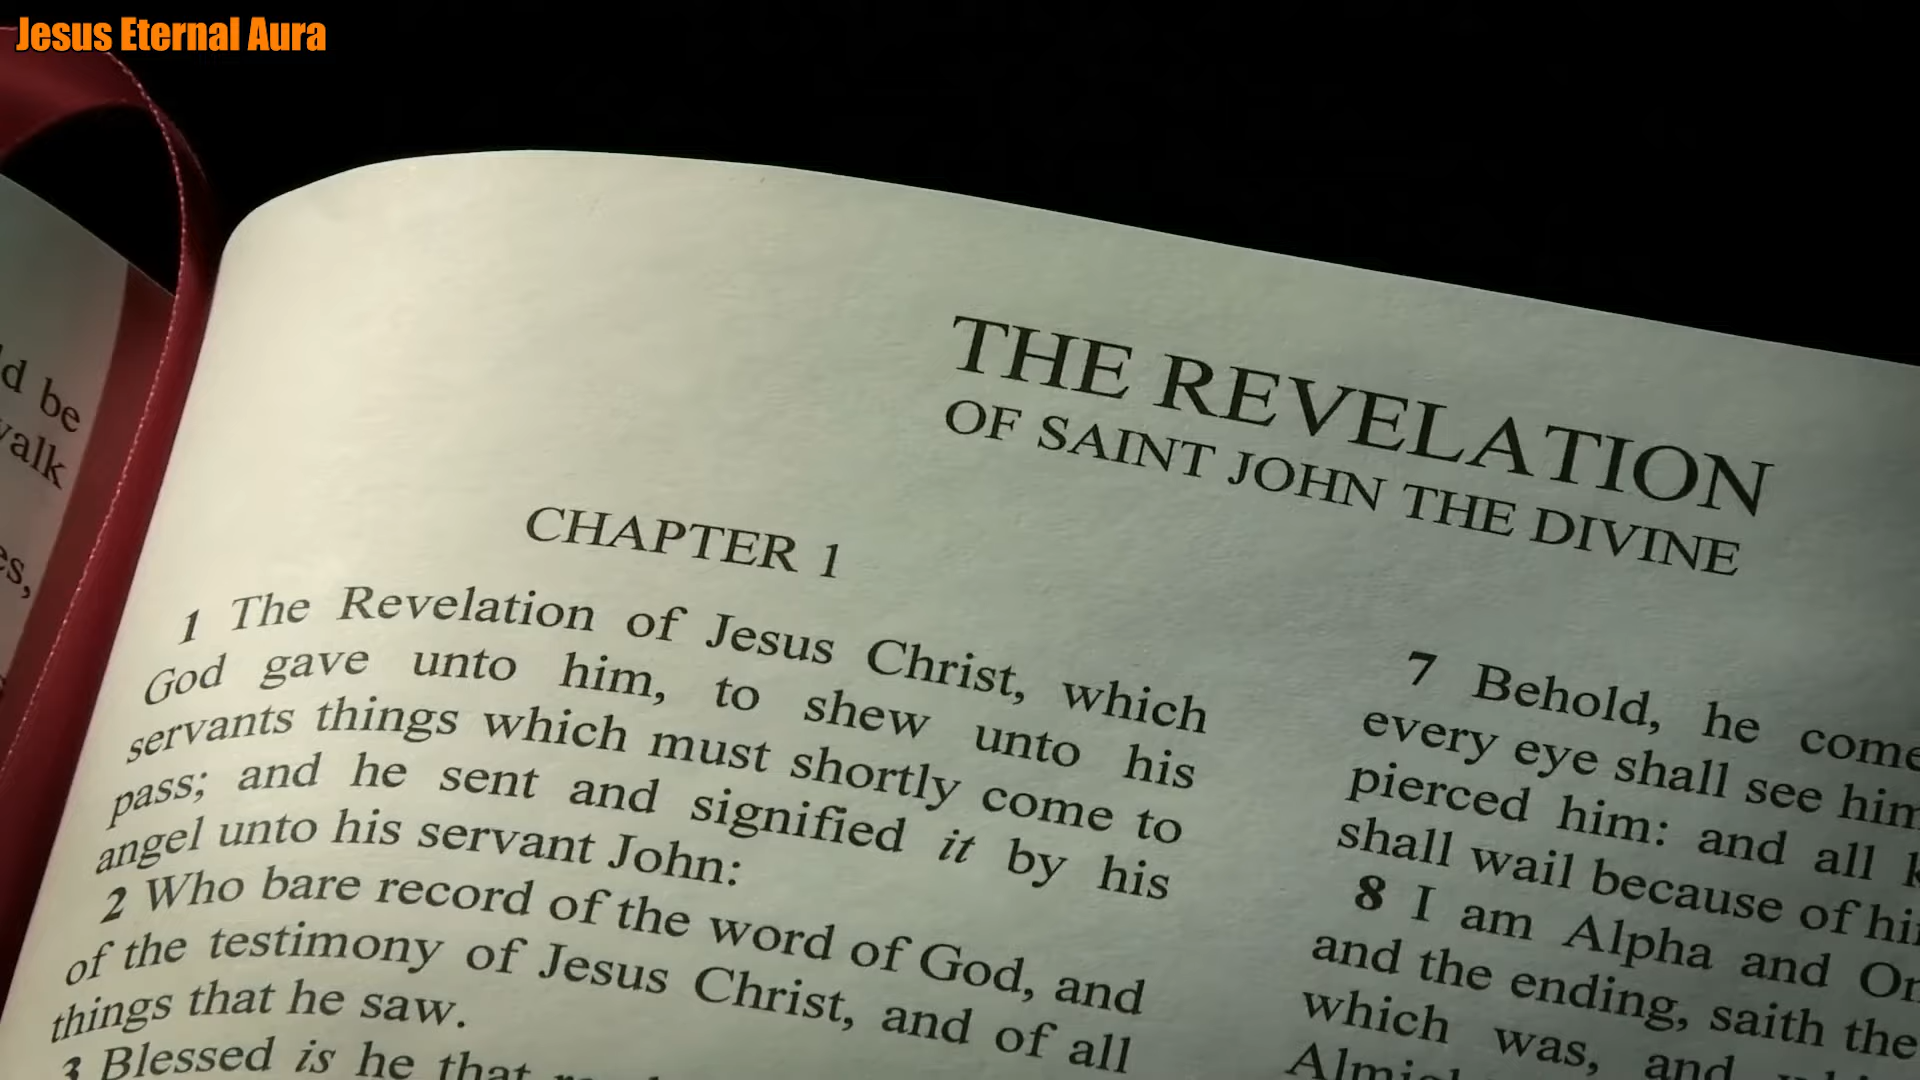 Jesus Eternal Aura
d be
walk
es,
THE REVELATION
OF SAINT JOHN THE DIVINE
CHAPTER 1
1 The Revelation of Jesus Christ, which
God gave unto him, to shew unto his
servants things which must shortly come to
pass; and he sent and signified it by his
angel unto his servant John:
2 Who bare record of the word of God, and
of the testimony of Jesus Christ, and of all
things that he saw.
3 Blessed is he that
7 Behold, he come
every eye shall see him
pierced him: and all k
shall wail because of hi
8 I am Alpha and Om
and the ending, saith the
which was, and